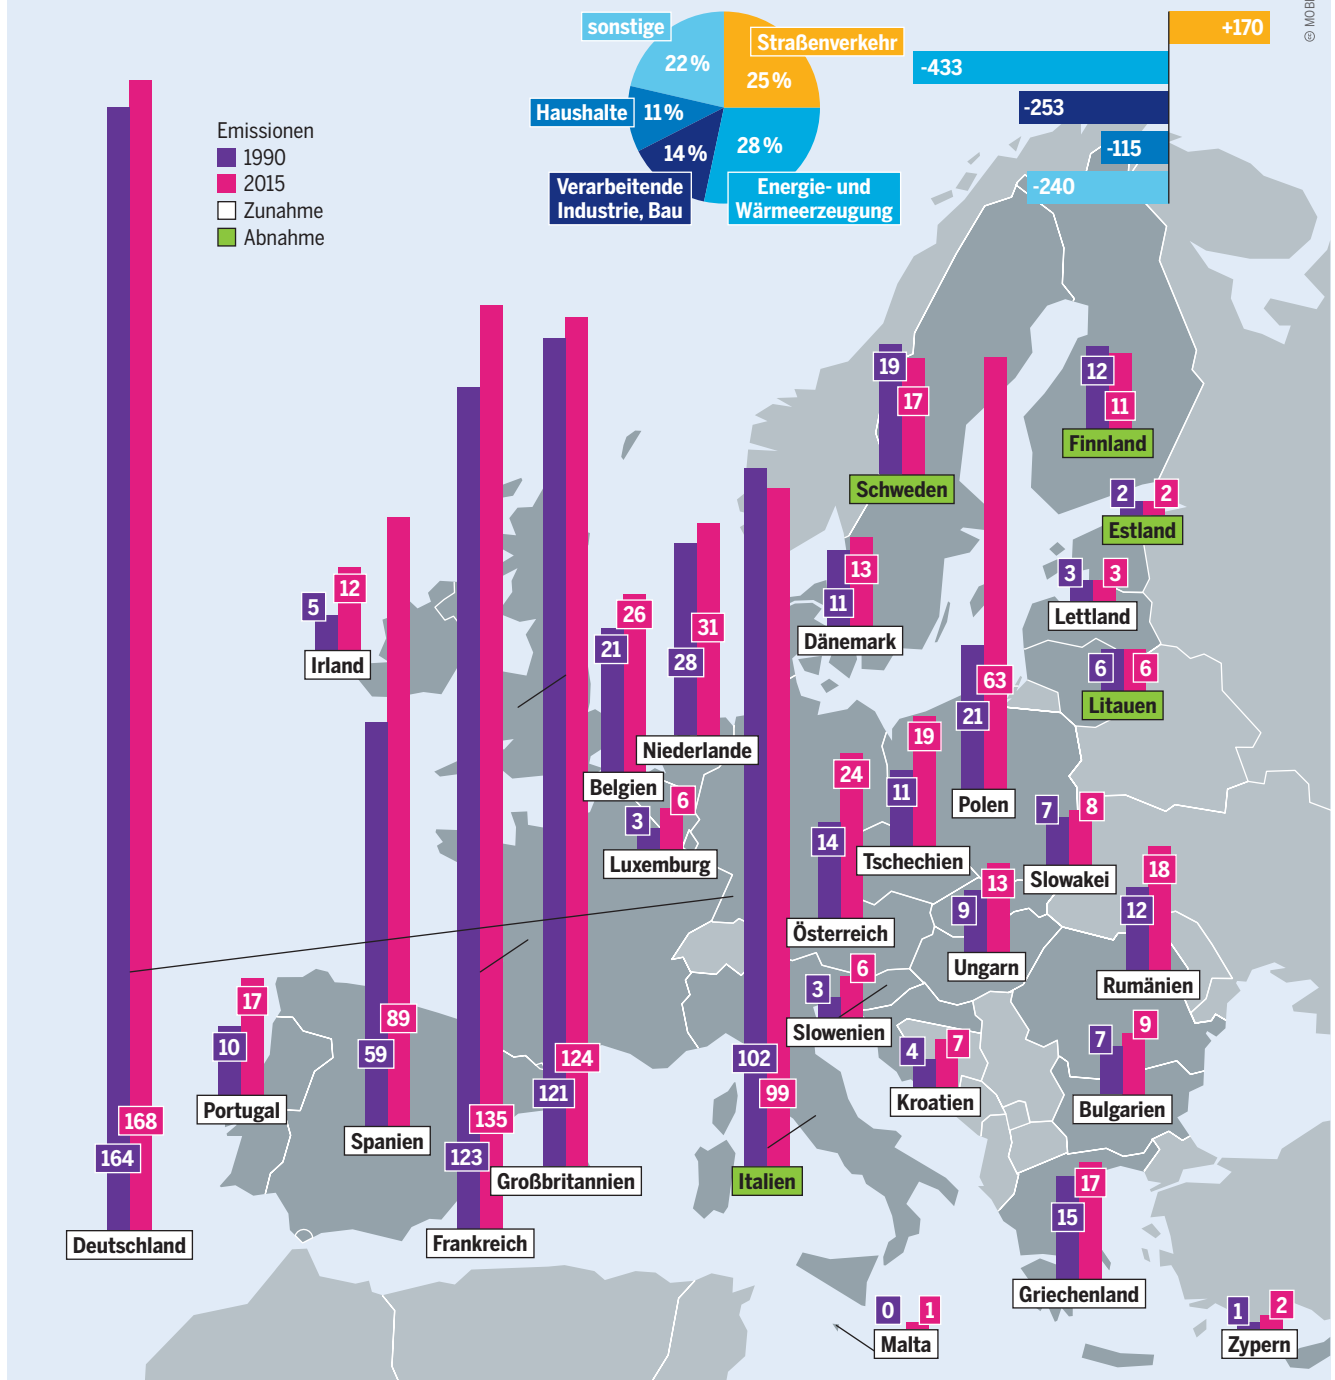 sonstige
22 %
Straßenverkehr
25 %
Haushalte
11 %
14 %
28 %
Verarbeitende
Industrie, Bau
Energie- und
Wärmeerzeugung
+170
-433
-253
-115
-240
Emissionen
1990
2015
Zunahme
Abnahme
19
17
Schweden
12
11
Finnland
2
2
Estland
3
3
Lettland
6
6
Litauen
5
12
Irland
11
13
Dänemark
21
26
Belgien
28
31
Niederlande
3
6
Luxemburg
21
63
Polen
14
24
Österreich
11
19
Tschechien
7
8
Slowakei
9
13
Ungarn
12
18
Rumänien
3
6
Slowenien
4
7
Kroatien
7
9
Bulgarien
10
17
Portugal
59
89
Spanien
164
168
Deutschland
123
135
Frankreich
121
124
Großbritannien
102
99
Italien
15
17
Griechenland
0
1
Malta
1
2
Zypern